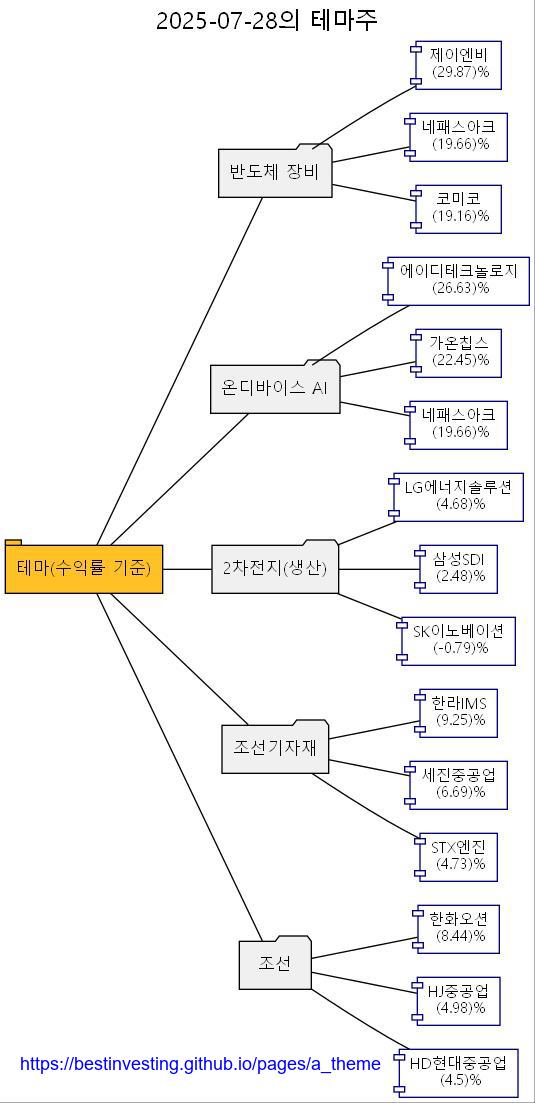 2025-07-28의 테마주
제이엔비
(29.87)%
네패스아크
(19.66)%
반도체 장비
코미코
(19.16)%
에이디테크놀로지
(26.63)%
가온칩스
(22.45)%
온디바이스 AI
네패스아크
(19.66)%
LG에너지솔루션
(4.68)%
테마(수익률 기준)
2차전지(생산)
삼성SDI
(2.48)%
SK이노베이션
(-0.79)%
한라IMS
(9.25)%
조선기자재
세진중공업
(6.69)%
STX엔진
(4.73)%
한화오션
(8.44)%
조선
HJ중공업
(4.98)%
HD현대중공업
(4.5)%
https://bestinvesting.github.io/pages/a_theme